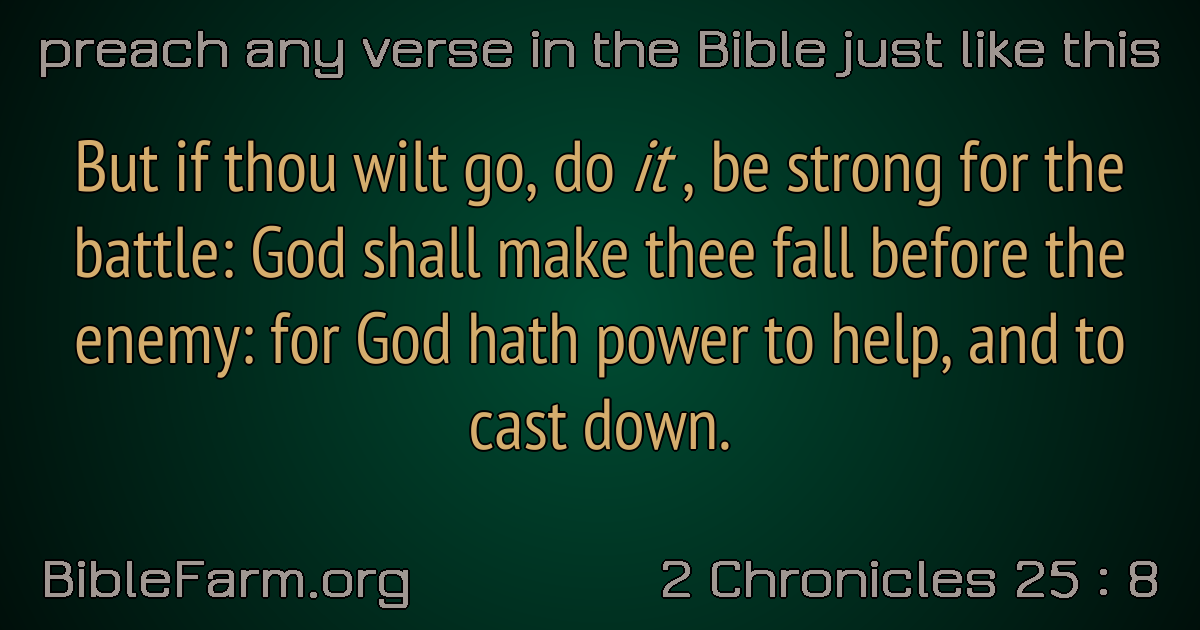 preach any verse in the Bible just like this
But if thou wilt go, do it , be strong for the
battle: God shall make thee fall before the
enemy: for God hath power to help, and to
cast down.
BibleFarm.org
2 Chronicles 25 : 8